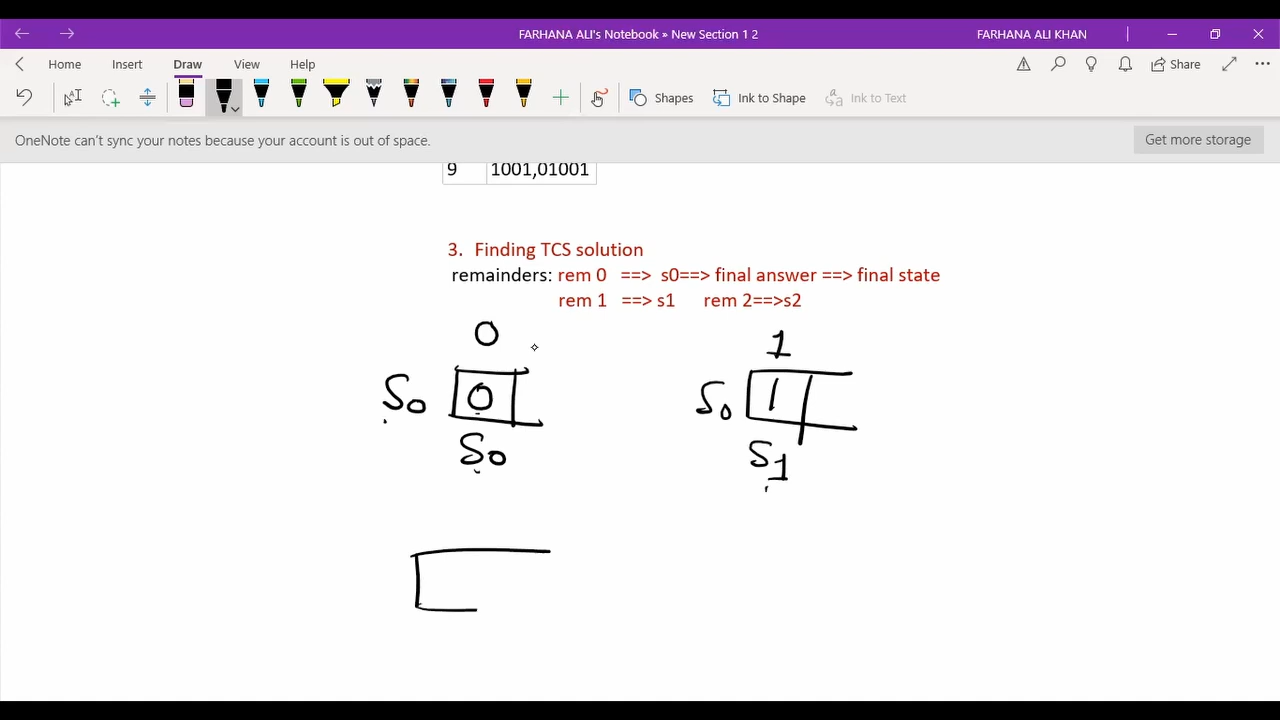 FARHANA ALI's Notebook » New Section 1 2
FARHANA ALI KHAN
Home Insert Draw View Help
Share
Shapes
Ink to Shape
Ink to Text
OneNote can't sync your notes because your account is out of space.
Get more storage
9 1001,01001
3. Finding TCS solution
remainders: rem 0 ==> s0==> final answer ==> final state
rem 1 ==> s1 rem 2==>s2
0 1
S0 0 S0 1
S0 S1